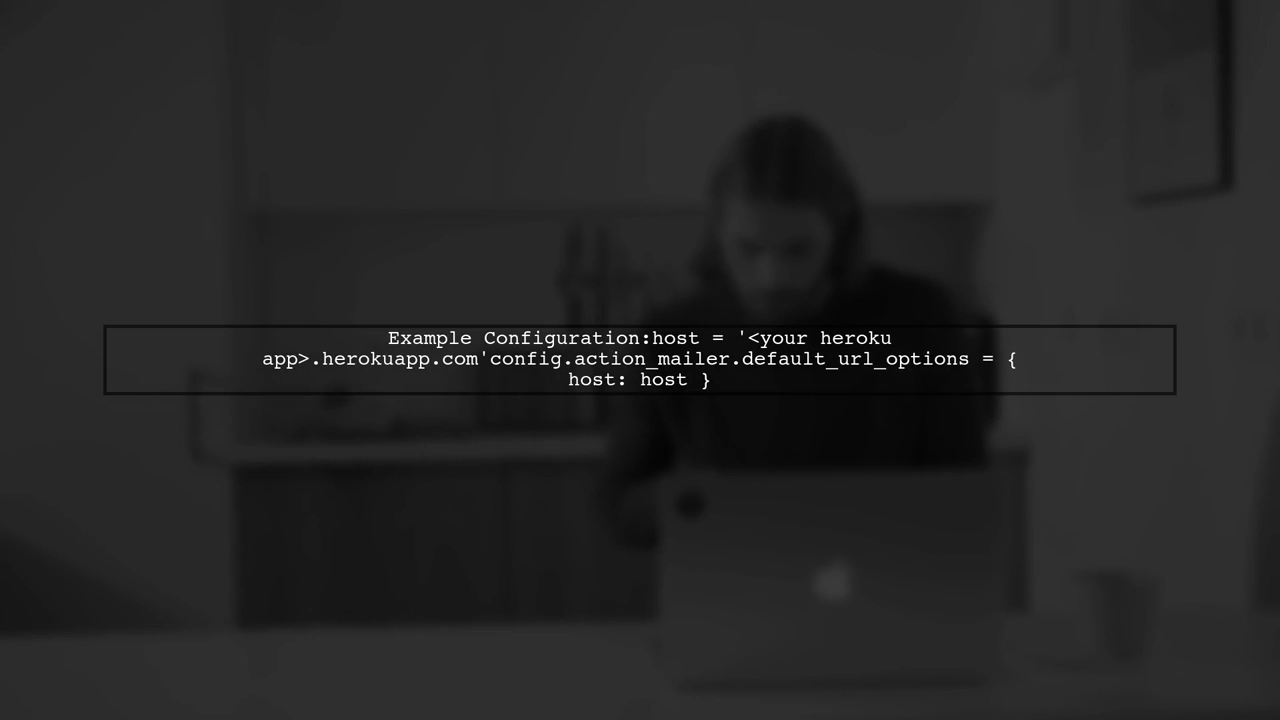 Example Configuration:host = '<your heroku
app>.herokuapp.com'config.action_mailer.default_url_options = {
host: host }